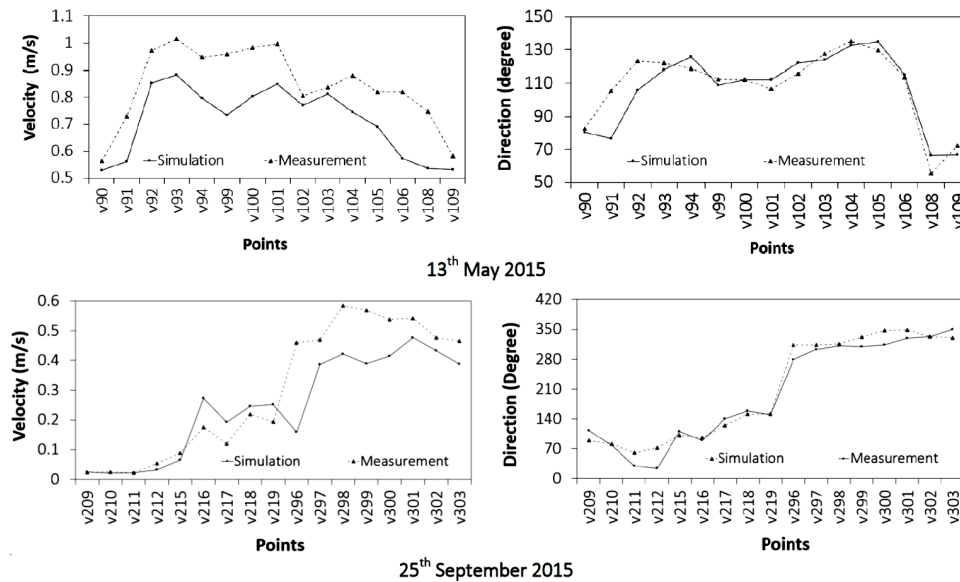 1.1
1
0.9
0.8
0.7
0.6
0.5
Velocity (m/s)
Simulation
Measurement
v90
v91
v92
v93
v94
v99
v100
v101
v102
v103
v104
v105
v106
v108
v109
Points
150
130
110
90
70
50
Direction (degree)
Simulation
Measurement
v90
v91
v92
v93
v94
v99
v100
v101
v102
v103
v104
v105
v106
v108
v109
Points
13th May 2015
0.6
0.5
0.4
0.3
0.2
0.1
0
Velocity (m/s)
Simulation
Measurement
v209
v210
v211
v212
v215
v216
v217
v218
v219
v296
v297
v298
v299
v300
v301
v302
v303
Points
420
350
280
210
140
70
0
Direction (Degree)
Simulation
Measurement
v209
v210
v211
v212
v215
v216
v217
v218
v219
v296
v297
v298
v299
v300
v301
v302
v303
Points
25th September 2015